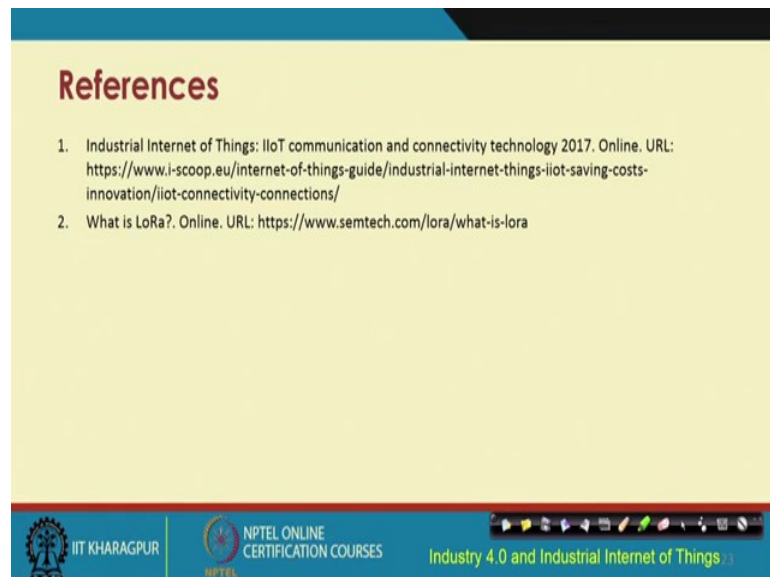 References
1. Industrial Internet of Things: IIoT communication and connectivity technology 2017. Online. URL:
https://www.i-scoop.eu/internet-of-things-guide/industrial-internet-things-iiot-saving-costs-
innovation/iiot-connectivity-connections/
2. What is LoRa?. Online. URL: https://www.semtech.com/lora/what-is-lora
IIT KHARAGPUR
NPTEL
NPTEL ONLINE
CERTIFICATION COURSES
Industry 4.0 and Industrial Internet of Things
23